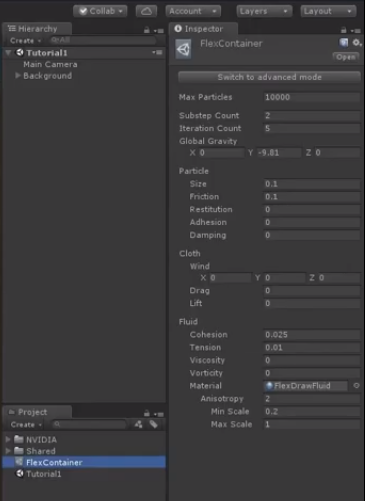 Collab
Account
Layers
Layout
Hierarchy
Create
All
Tutorial1
Main Camera
Background
Inspector
FlexContainer
Open
Switch to advanced mode
Max Particles 10000
Substep Count 2
Iteration Count 5
Global Gravity
X 0 Y -9.81 Z 0
Particle
Size 0.1
Friction 0.1
Restitution 0
Adhesion 0
Damping 0
Cloth
Wind
X 0 Y 0 Z 0
Drag 0
Lift 0
Fluid
Cohesion 0.025
Tension 0.01
Viscosity 0
Vorticity 0
Material FlexDrawFluid
Anisotropy 2
Min Scale 0.2
Max Scale 1
Project
Create
NVIDIA
Shared
FlexContainer
Tutorial1